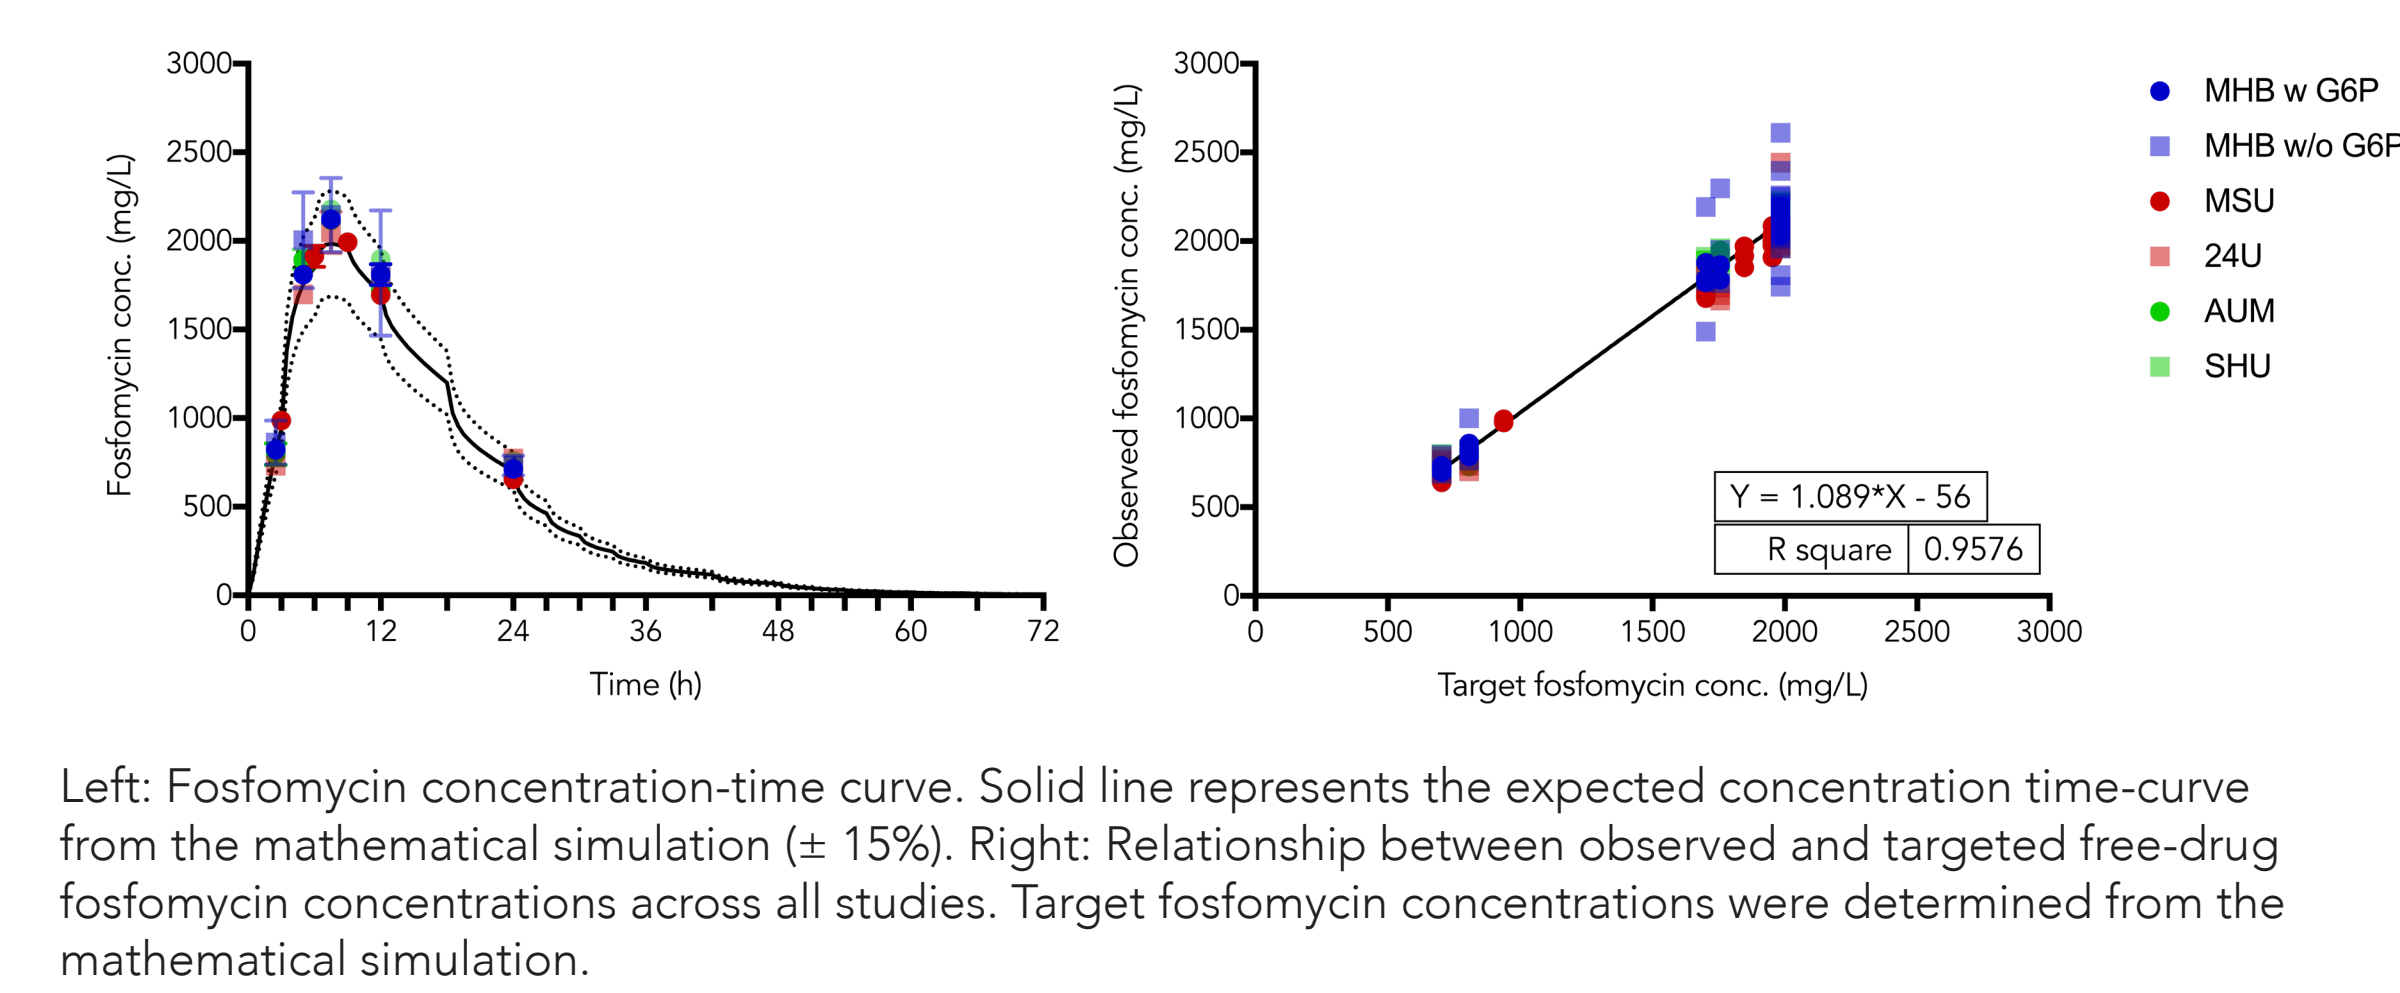 3000
2500
2000
1500
1000
500
0
Fosfomycin conc. (mg/L)
0 12 24 36 48 60 72
Time (h)
3000
2500
2000
1500
1000
500
0
Observed fosfomycin conc. (mg/L)
0 500 1000 1500 2000 2500 3000
Target fosfomycin conc. (mg/L)
Y = 1.089*X - 56
R square 0.9576
MHB w G6P
MHB w/o G6P
MSU
24U
AUM
SHU
Left: Fosfomycin concentration-time curve. Solid line represents the expected concentration time-curve
from the mathematical simulation (± 15%). Right: Relationship between observed and targeted free-drug
fosfomycin concentrations across all studies. Target fosfomycin concentrations were determined from the
mathematical simulation.